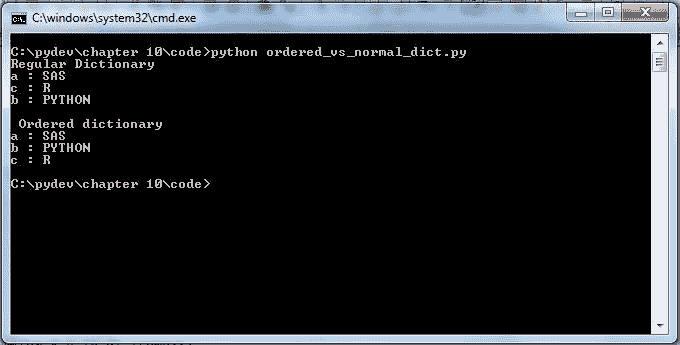 C:\windows\system32\cmd.exe
C:\pydev\chapter 10\code>python ordered_vs_normal_dict.py
Regular Dictionary
a : SAS
c : R
b : PYTHON
Ordered dictionary
a : SAS
b : PYTHON
c : R
C:\pydev\chapter 10\code>